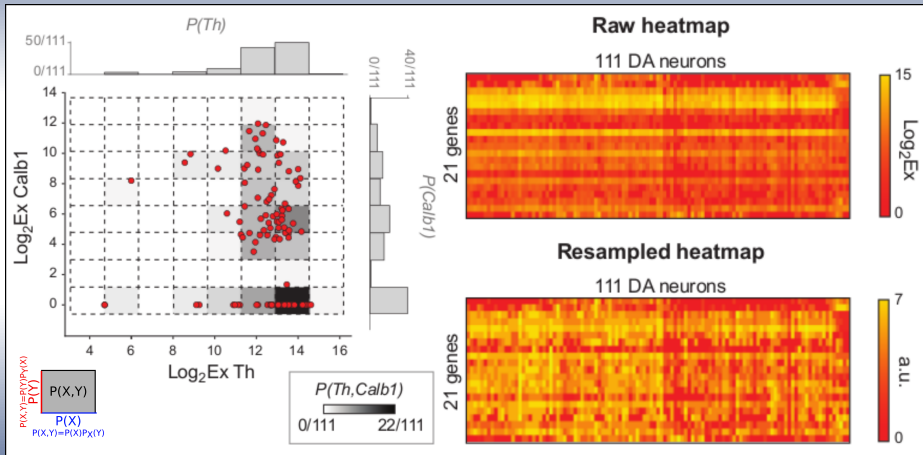 P(Th)
50/111
0/111
0/111
40/111
14
12
10
8
6
4
2
0
Log₂Ex Calb1
P(Calb1)
4 6 8 10 12 14 16
Log₂Ex Th
P(X,Y)=P(Y)Pʏ(X)
P(Y)
P(X,Y)
P(X)
P(X,Y)=P(X)Pх(Y)
P(Th,Calb1)
0/111 22/111
Raw heatmap
111 DA neurons
21 genes
15
Log₂Ex
0
Resampled heatmap
111 DA neurons
21 genes
7
a.u.
0